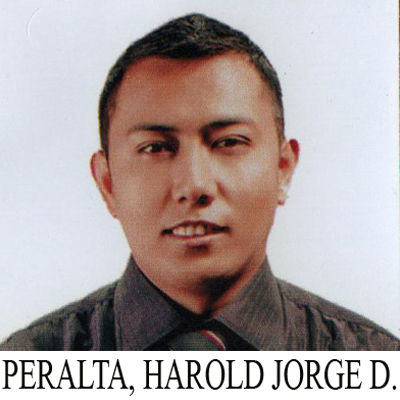 PERALTA, HAROLD JORGE D.